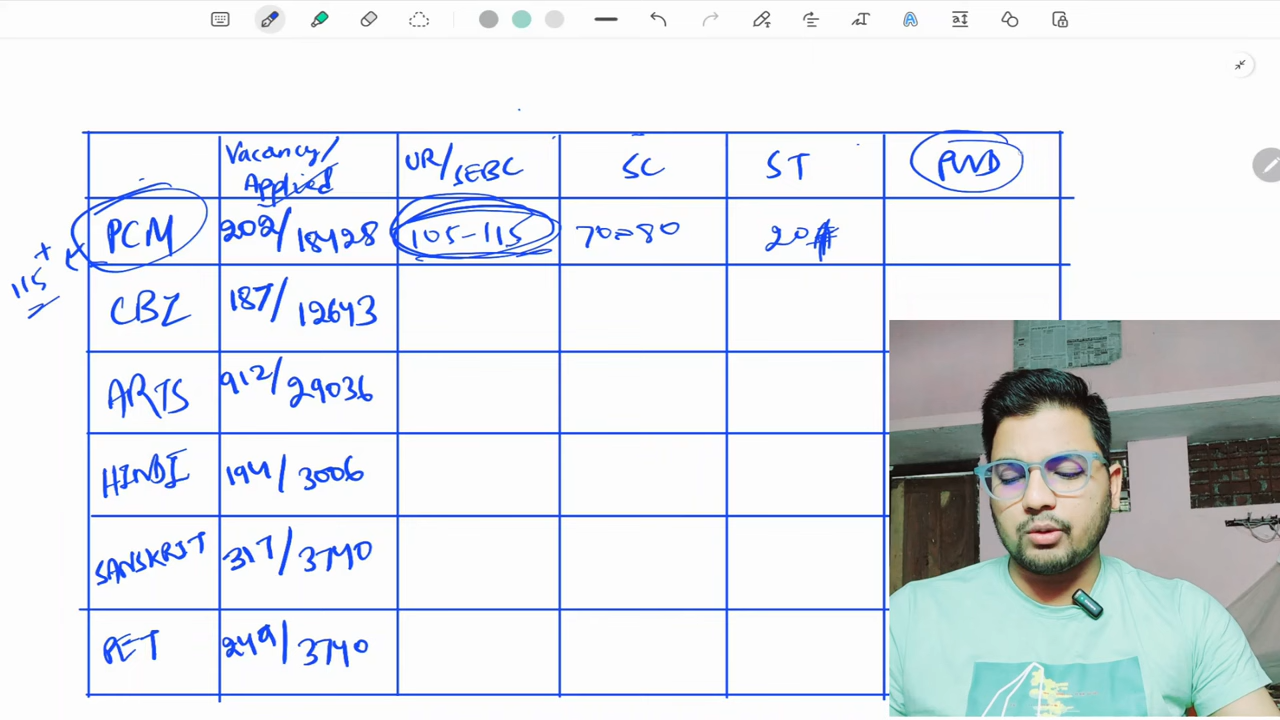 Vacancy/ UR/SEBC SC ST PWD
Applied
PCM 202/18428 105-115 70-80 20
115+
CBZ 187/12643
ARTS 912/29036
HINDI 194/3006
SANSKRIT 317/3740
PET 249/3740